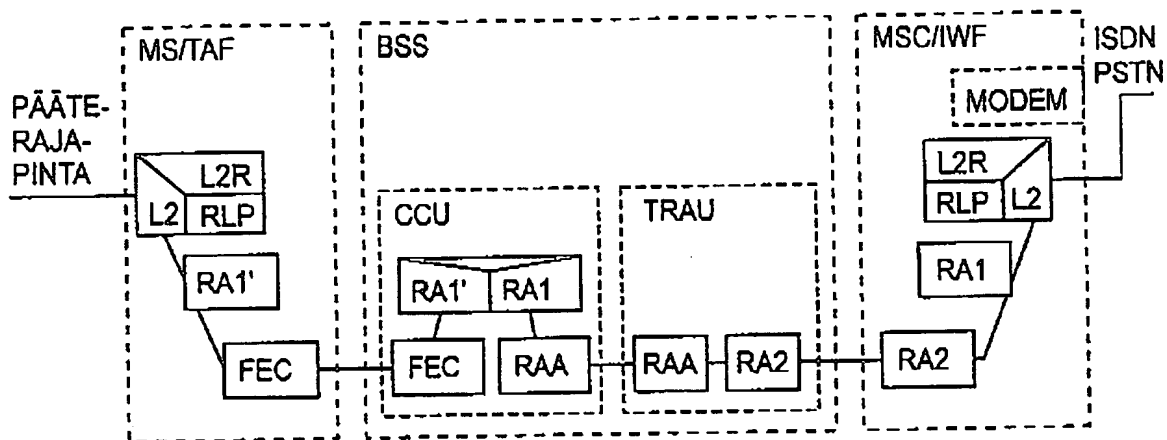 MS/TAF
BSS
MSC/IWF
ISDN
PSTN
MODEM
PÄÄTE-
RAJA-
PINTA
L2R
L2
RLP
RA1'
FEC
CCU
RA1'
RA1
FEC
RAA
TRAU
RAA
RA2
L2R
RLP
L2
RA1
RA2